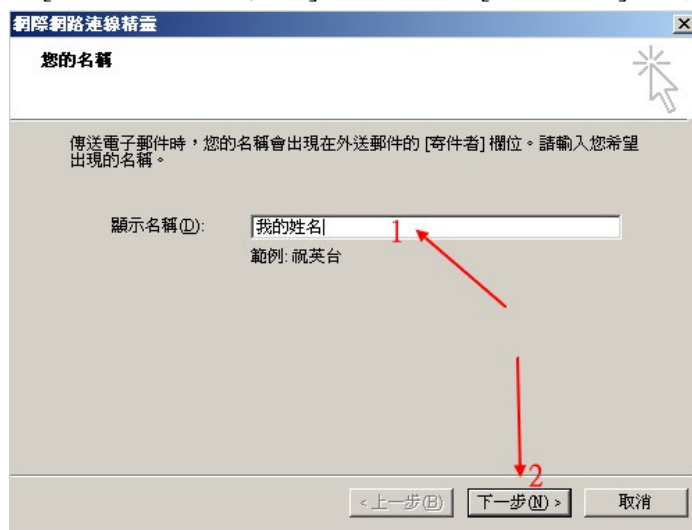 網際網路連線精靈
您的名稱
傳送電子郵件時，您的名稱會出現在外送郵件的 [寄件者] 欄位。請輸入您希望
出現的名稱。
顯示名稱(D): 我的姓名 1
範例: 祝英台
2
<上一步(B) 下一步(N) > 取消